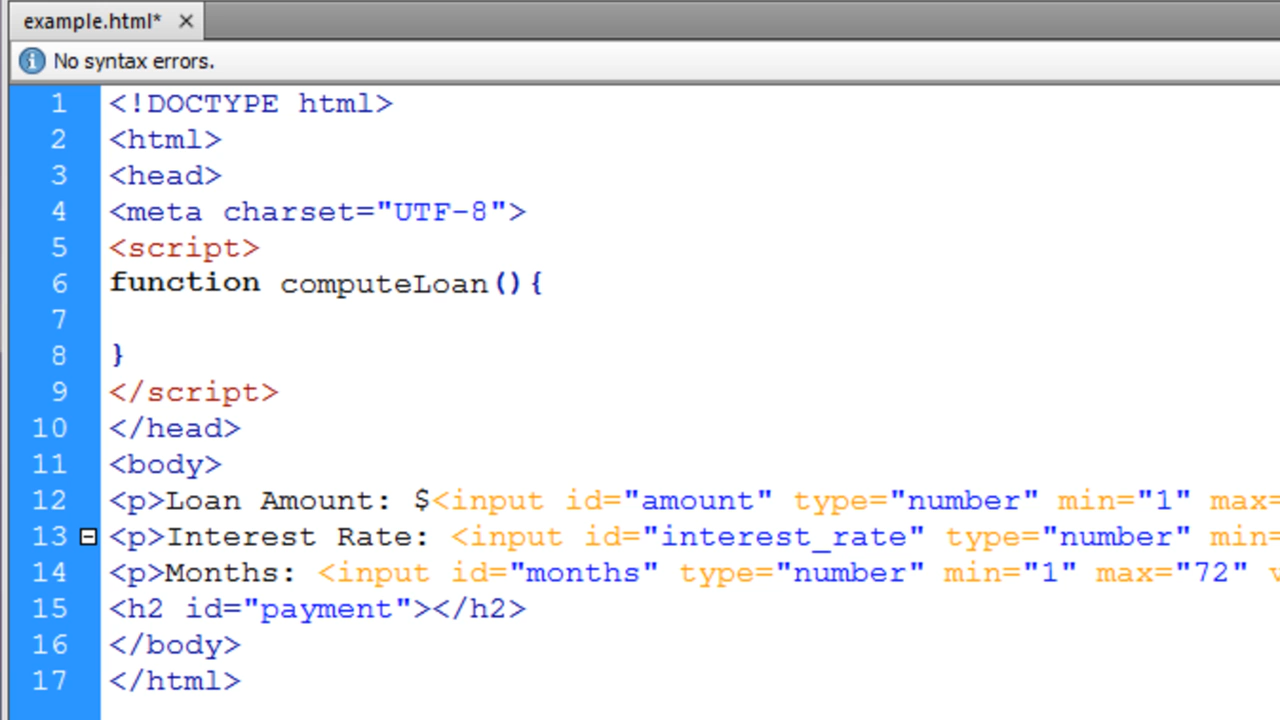 example.html*
No syntax errors.
1 <!DOCTYPE html>
2 <html>
3 <head>
4 <meta charset="UTF-8">
5 <script>
6 function computeLoan(){
7
8 }
9 </script>
10 </head>
11 <body>
12 <p>Loan Amount: $<input id="amount" type="number" min="1" max=
13 <p>Interest Rate: <input id="interest_rate" type="number" min=
14 <p>Months: <input id="months" type="number" min="1" max="72" v
15 <h2 id="payment"></h2>
16 </body>
17 </html>